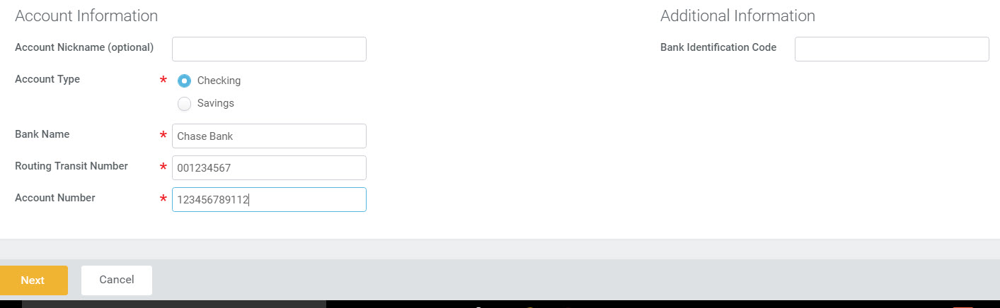 Account Information
Account Nickname (optional)
Account Type * Checking
Savings
Bank Name * Chase Bank
Routing Transit Number * 001234567
Account Number * 123456789112
Additional Information
Bank Identification Code
Next Cancel